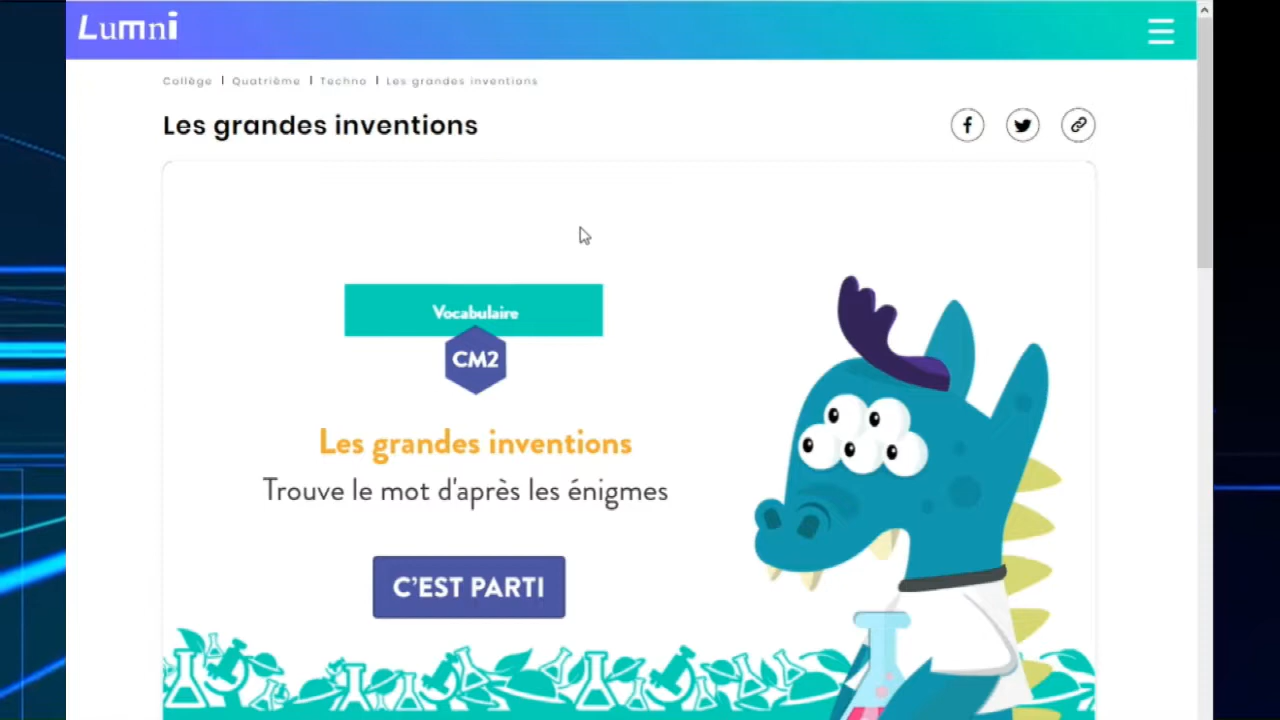 Lumni
Collège | Quatrième | Techno | Les grandes inventions
Les grandes inventions
Vocabulaire
CM2
Les grandes inventions
Trouve le mot d'après les énigmes
C'EST PARTI